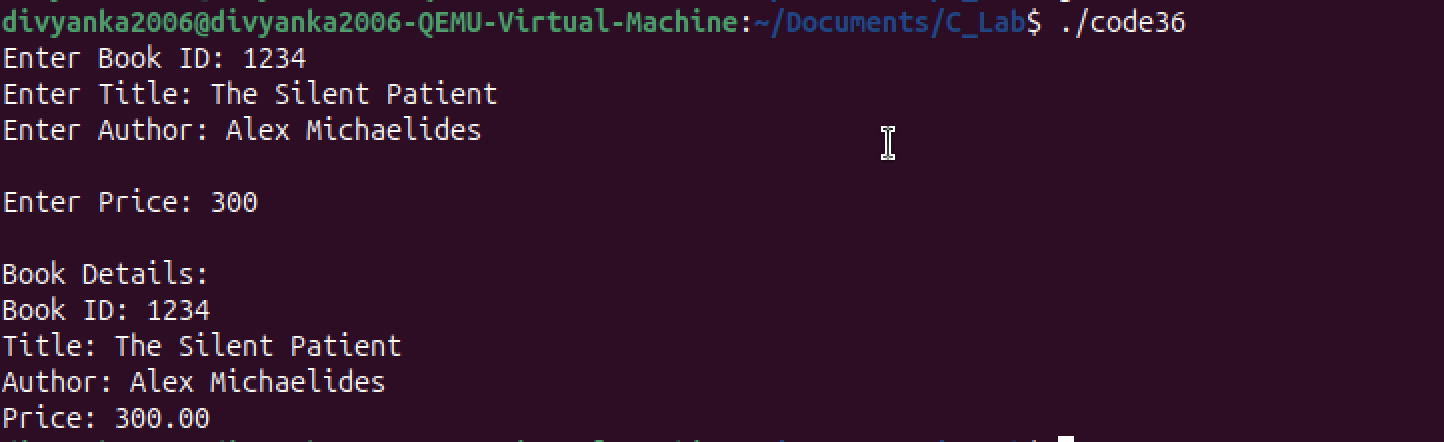 divyanka2006@divyanka2006-QEMU-Virtual-Machine:~/Documents/C_Lab$ ./code36
Enter Book ID: 1234
Enter Title: The Silent Patient
Enter Author: Alex Michaelides
Enter Price: 300
Book Details:
Book ID: 1234
Title: The Silent Patient
Author: Alex Michaelides
Price: 300.00